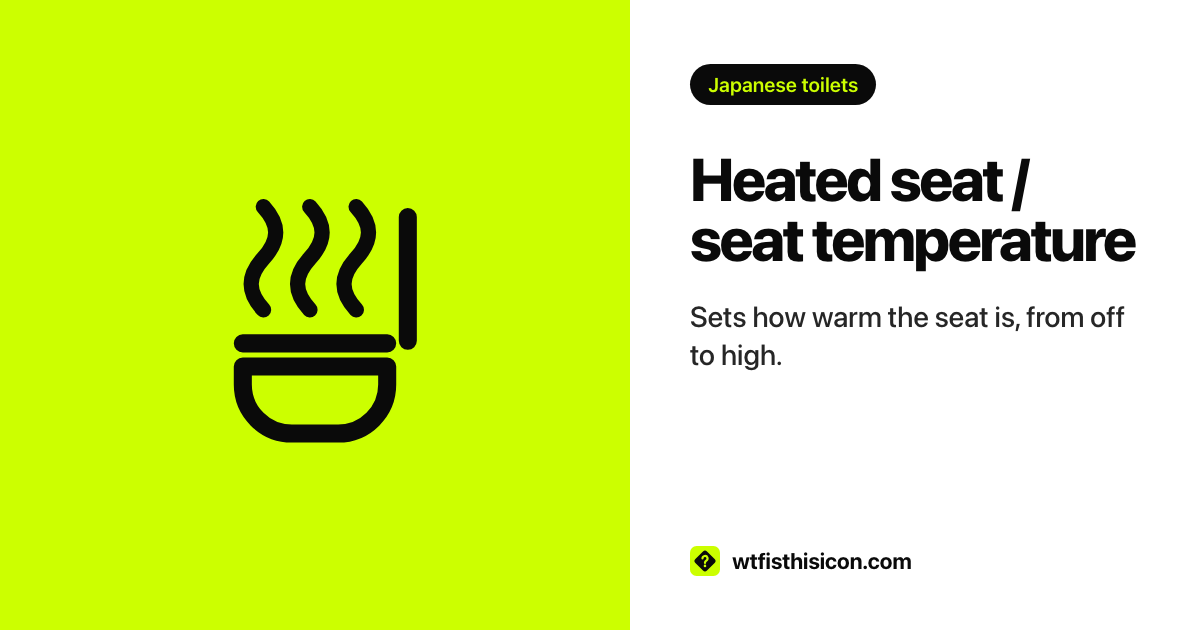 Japanese toilets
Heated seat /
seat temperature
Sets how warm the seat is, from off
to high.
?
wtfisthisicon.com